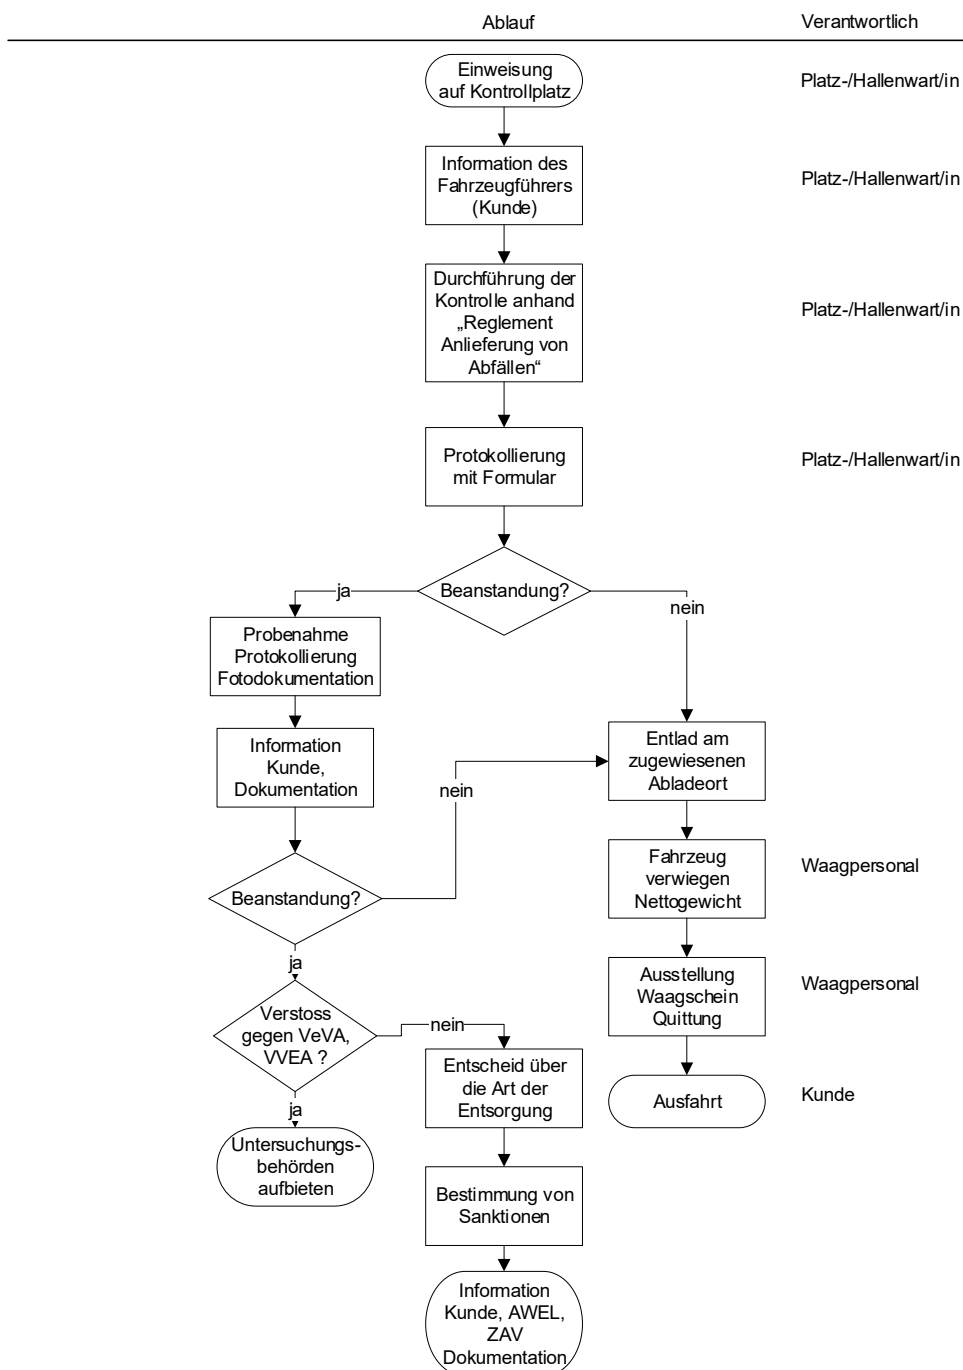 Ablauf
Verantwortlich
Einweisung
auf Kontrollplatz
Platz-/Hallenwart/in
Information des
Fahrzeugführers
(Kunde)
Platz-/Hallenwart/in
Durchführung der
Kontrolle anhand
„Reglement
Anlieferung von
Abfällen“
Platz-/Hallenwart/in
Protokollierung
mit Formular
Platz-/Hallenwart/in
Beanstandung?
ja
nein
Probenahme
Protokollierung
Fotodokumentation
Information
Kunde,
Dokumentation
nein
Entlad am
zugewiesenen
Abladeort
Beanstandung?
Fahrzeug
verwiegen
Nettogewicht
Waagpersonal
ja
Verstoss
gegen VeVA,
VVEA ?
nein
Ausstellung
Waagschein
Quittung
Waagpersonal
Entscheid über
die Art der
Entsorgung
Ausfahrt
Kunde
ja
Untersuchungs-
behörden
aufbieten
Bestimmung von
Sanktionen
Information
Kunde, AWEL,
ZAV
Dokumentation